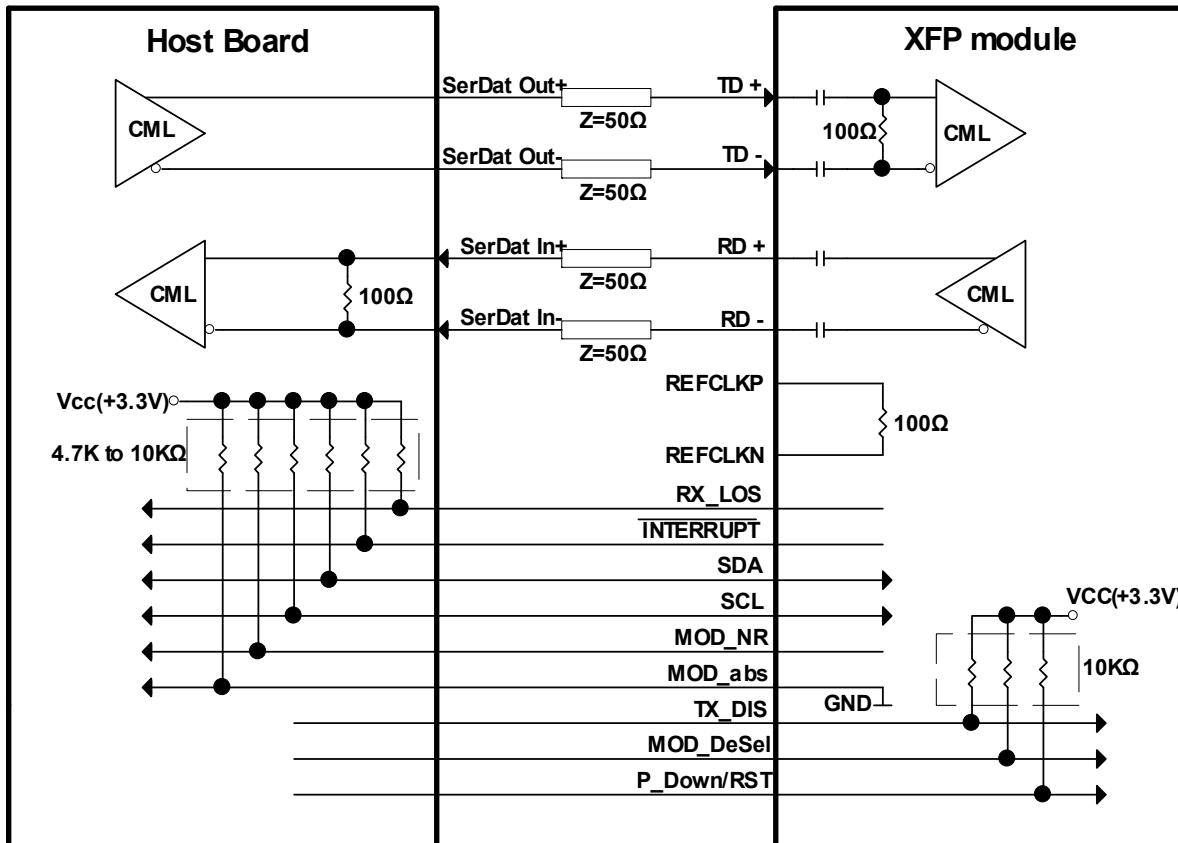 Host Board
XFP module
SerDat Out+
TD +
CML
Z=50Ω
100Ω
CML
SerDat Out-
TD -
Z=50Ω
SerDat In+
RD +
Z=50Ω
CML
100Ω
CML
SerDat In-
RD -
Z=50Ω
REFCLKP
Vcc(+3.3V)
100Ω
4.7K to 10KΩ
REFCLKN
RX_LOS
INTERRUPT
SDA
SCL
VCC(+3.3V)
MOD_NR
MOD_abs
10KΩ
GND
TX_DIS
MOD_DeSel
P_Down/RST